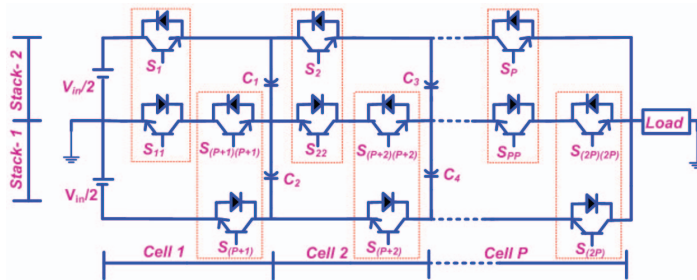 Stack- 2
Stack- 1
V_in/2
V_in/2
S_1
S_2
S_P
C_1
C_3
S_11
S_(P+1)(P+1)
S_22
S_(P+2)(P+2)
S_PP
S_(2P)(2P)
Load
C_2
C_4
S_(P+1)
S_(P+2)
S_(2P)
Cell 1
Cell 2
Cell P